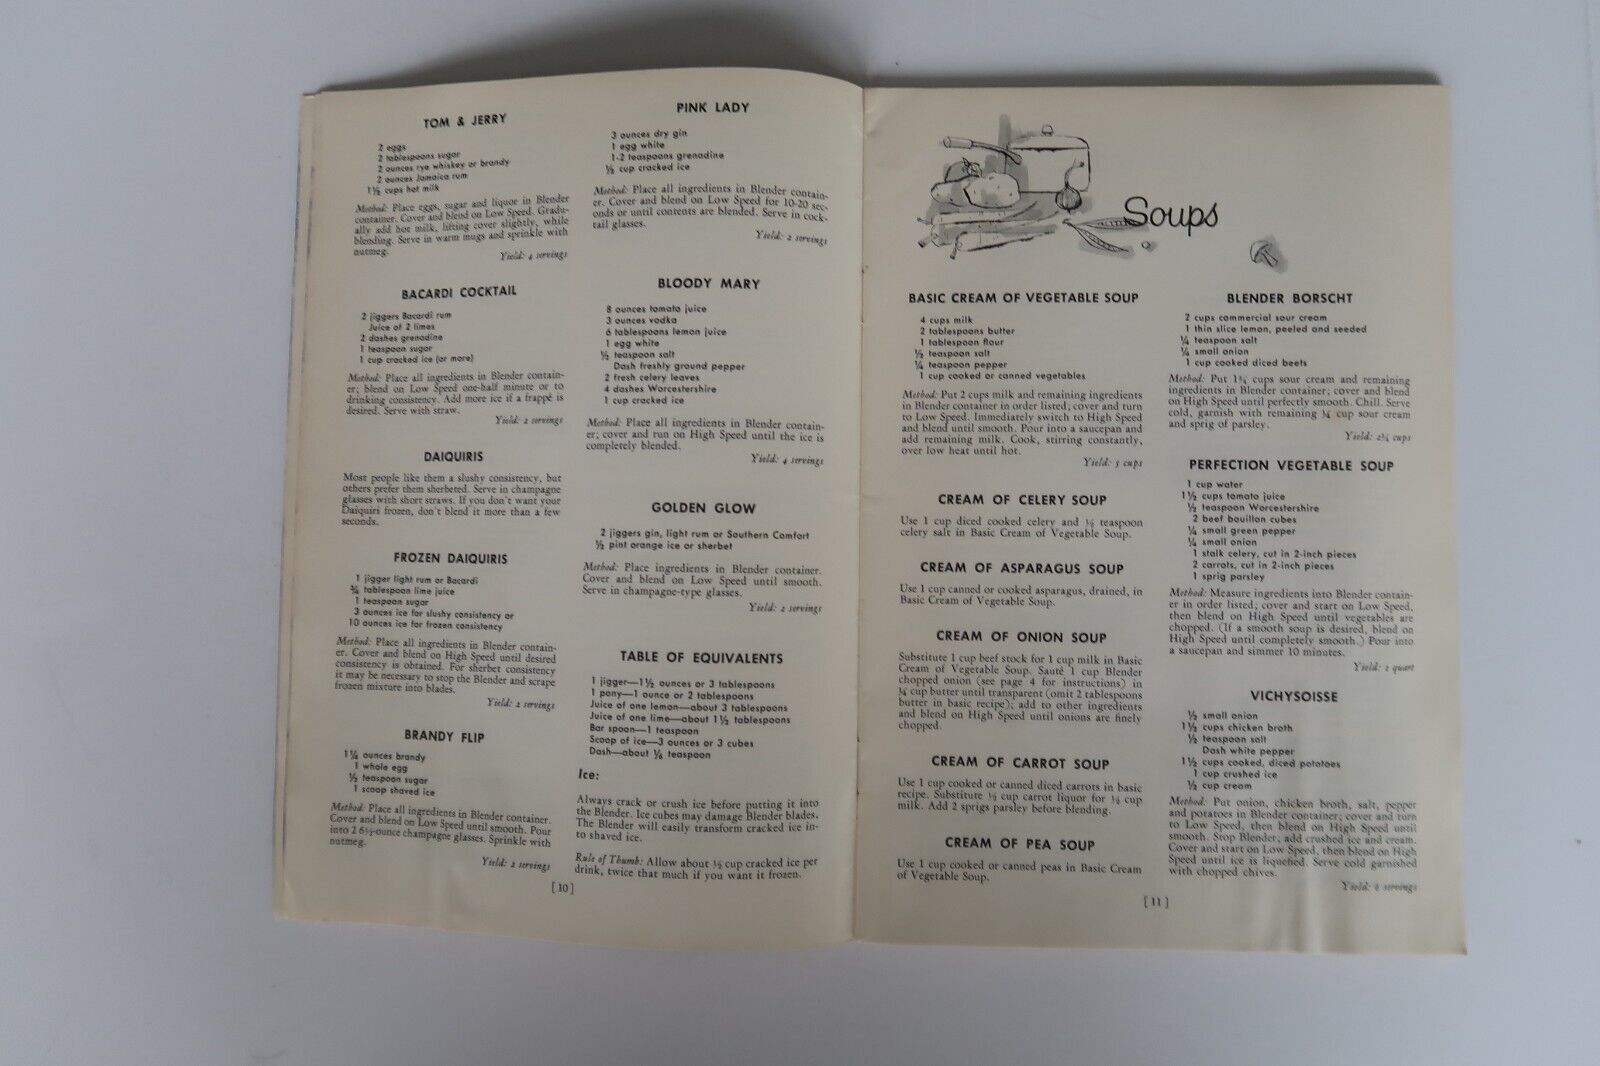 TOM & JERRY
2 eggs
2 tablespoons sugar
2 ounces rye whiskey or brandy
2 ounces Jamaica rum
1½ cups hot milk
Method: Place eggs, sugar and liquor in Blender
container. Cover and blend on Low Speed. Gradu-
ally add hot milk, lifting cover slightly, while
blending. Serve in warm mugs and sprinkle with
nutmeg.
Yield: 4 servings
BACARDI COCKTAIL
2 jiggers Bacardi rum
Juice of 2 limes
2 dashes grenadine
1 teaspoon sugar
1 cup cracked ice (or more)
Method: Place all ingredients in Blender contain-
er; blend on Low Speed one-half minute or to
drinking consistency. Add more ice if a frappé is
desired. Serve with straw.
Yield: 2 servings
DAIQUIRIS
Most people like them a slushy consistency, but
others prefer them sherbeted. Serve in champagne
glasses with short straws. If you don't want your
Daiquiri frozen, don't blend it more than a few
seconds.
FROZEN DAIQUIRIS
1 jigger light rum or Bacardi
¾ tablespoon lime juice
1 teaspoon sugar
3 ounces ice for slushy consistency or
10 ounces ice for frozen consistency
Method: Place all ingredients in Blender contain-
er. Cover and blend on High Speed until desired
consistency is obtained. For sherbet consistency
it may be necessary to stop the Blender and scrape
frozen mixture into blades.
Yield: 2 servings
BRANDY FLIP
1¼ ounces brandy
1 whole egg
½ teaspoon sugar
1 scoop shaved ice
Method: Place all ingredients in Blender container.
Cover and blend on Low Speed until smooth. Pour
into 2 6½-ounce champagne glasses. Sprinkle with
nutmeg.
Yield: 2 servings
PINK LADY
3 ounces dry gin
1 egg white
1-2 teaspoons grenadine
½ cup cracked ice
Method: Place all ingredients in Blender contain-
er. Cover and blend on Low Speed for 10-20 sec-
onds or until contents are blended. Serve in cock-
tail glasses.
Yield: 2 servings
BLOODY MARY
8 ounces tomato juice
3 ounces vodka
6 tablespoons lemon juice
1 egg white
½ teaspoon salt
Dash freshly ground pepper
2 fresh celery leaves
4 dashes Worcestershire
1 cup cracked ice
Method: Place all ingredients in Blender contain-
er; cover and run on High Speed until the ice is
completely blended.
Yield: 4 servings
GOLDEN GLOW
2 jiggers gin, light rum or Southern Comfort
½ pint orange ice or sherbet
Method: Place ingredients in Blender container.
Cover and blend on Low Speed until smooth.
Serve in champagne-type glasses.
Yield: 2 servings
TABLE OF EQUIVALENTS
1 jigger—1½ ounces or 3 tablespoons
1 pony—1 ounce or 2 tablespoons
Juice of one lemon—about 3 tablespoons
Juice of one lime—about 1½ tablespoons
Bar spoon—1 teaspoon
Scoop of ice—3 ounces or 3 cubes
Dash—about ⅛ teaspoon
Ice:
Always crack or crush ice before putting it into
the Blender. Ice cubes may damage Blender blades.
The Blender will easily transform cracked ice in-
to shaved ice.
Rule of Thumb: Allow about ½ cup cracked ice per
drink, twice that much if you want it frozen.
[10]
Soups
BASIC CREAM OF VEGETABLE SOUP
4 cups milk
2 tablespoons butter
1 tablespoon flour
½ teaspoon salt
¼ teaspoon pepper
1 cup cooked or canned vegetables
Method: Put 2 cups milk and remaining ingredients
in Blender container in order listed; cover and turn
to Low Speed. Immediately switch to High Speed
and blend until smooth. Pour into a saucepan and
add remaining milk. Cook, stirring constantly,
over low heat until hot.
Yield: 5 cups
CREAM OF CELERY SOUP
Use 1 cup diced cooked celery and ½ teaspoon
celery salt in Basic Cream of Vegetable Soup.
CREAM OF ASPARAGUS SOUP
Use 1 cup canned or cooked asparagus, drained, in
Basic Cream of Vegetable Soup.
CREAM OF ONION SOUP
Substitute 1 cup beef stock for 1 cup milk in Basic
Cream of Vegetable Soup. Sauté 1 cup Blender
chopped onion (see page 4 for instructions) in
¼ cup butter until transparent (omit 2 tablespoons
butter in basic recipe); add to other ingredients
and blend on High Speed until onions are finely
chopped.
CREAM OF CARROT SOUP
Use 1 cup cooked or canned diced carrots in basic
recipe. Substitute ½ cup carrot liquor for ½ cup
milk. Add 2 sprigs parsley before blending.
CREAM OF PEA SOUP
Use 1 cup cooked or canned peas in Basic Cream
of Vegetable Soup.
BLENDER BORSCHT
2 cups commercial sour cream
1 thin slice lemon, peeled and seeded
¼ teaspoon salt
¼ small onion
1 cup cooked diced beets
Method: Put 1¾ cups sour cream and remaining
ingredients in Blender container; cover and blend
on High Speed until perfectly smooth. Chill. Serve
cold, garnish with remaining ¼ cup sour cream
and sprig of parsley.
Yield: 2¾ cups
PERFECTION VEGETABLE SOUP
1 cup water
1½ cups tomato juice
½ teaspoon Worcestershire
2 beef bouillon cubes
¼ small green pepper
¼ small onion
1 stalk celery, cut in 2-inch pieces
2 carrots, cut in 2-inch pieces
1 sprig parsley
Method: Measure ingredients into Blender contain-
er in order listed; cover and start on Low Speed,
then blend on High Speed until vegetables are
chopped. (If a smooth soup is desired, blend on
High Speed until completely smooth.) Pour into
a saucepan and simmer 10 minutes.
Yield: 1 quart
VICHYSOISSE
½ small onion
1½ cups chicken broth
½ teaspoon salt
Dash white pepper
1½ cups cooked, diced potatoes
1 cup crushed ice
½ cup cream
Method: Put onion, chicken broth, salt, pepper
and potatoes in Blender container; cover and turn
to Low Speed, then blend on High Speed until
smooth. Stop Blender; add crushed ice and cream.
Cover and start on Low Speed, then blend on High
Speed until ice is liquefied. Serve cold garnished
with chopped chives.
Yield: 6 servings
[11]